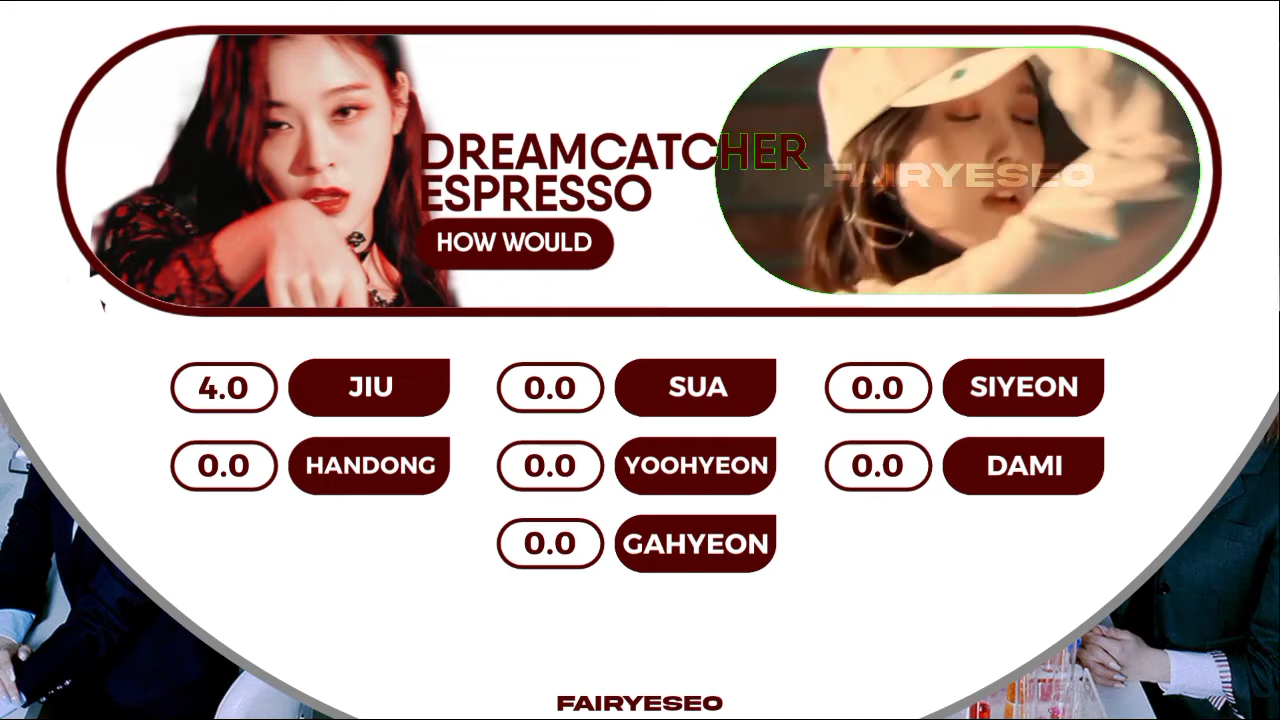 DREAMCATCHER
ESPRESSO
HOW WOULD
FAIRYESEO
4.0 JIU 0.0 SUA 0.0 SIYEON
0.0 HANDONG 0.0 YOOHYEON 0.0 DAMI
0.0 GAHYEON
FAIRYESEO